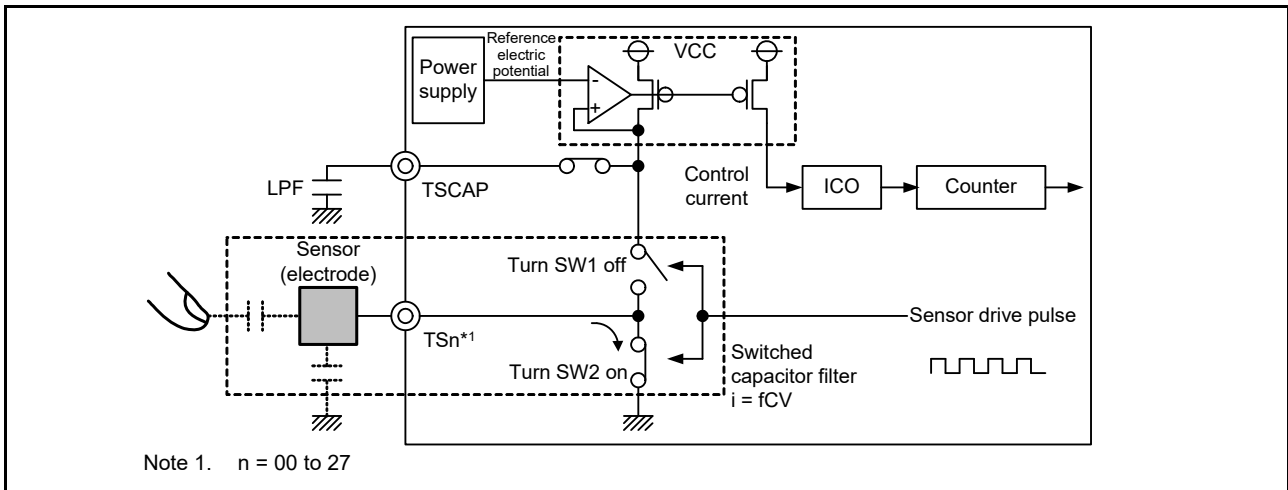 Reference
electric
potential
Power
supply
VCC
-
+
LPF
TSCAP
Control
current
ICO
Counter
Sensor
(electrode)
Turn SW1 off
TSn*1
Turn SW2 on
Sensor drive pulse
Switched
capacitor filter
i = fCV
Note 1. n = 00 to 27